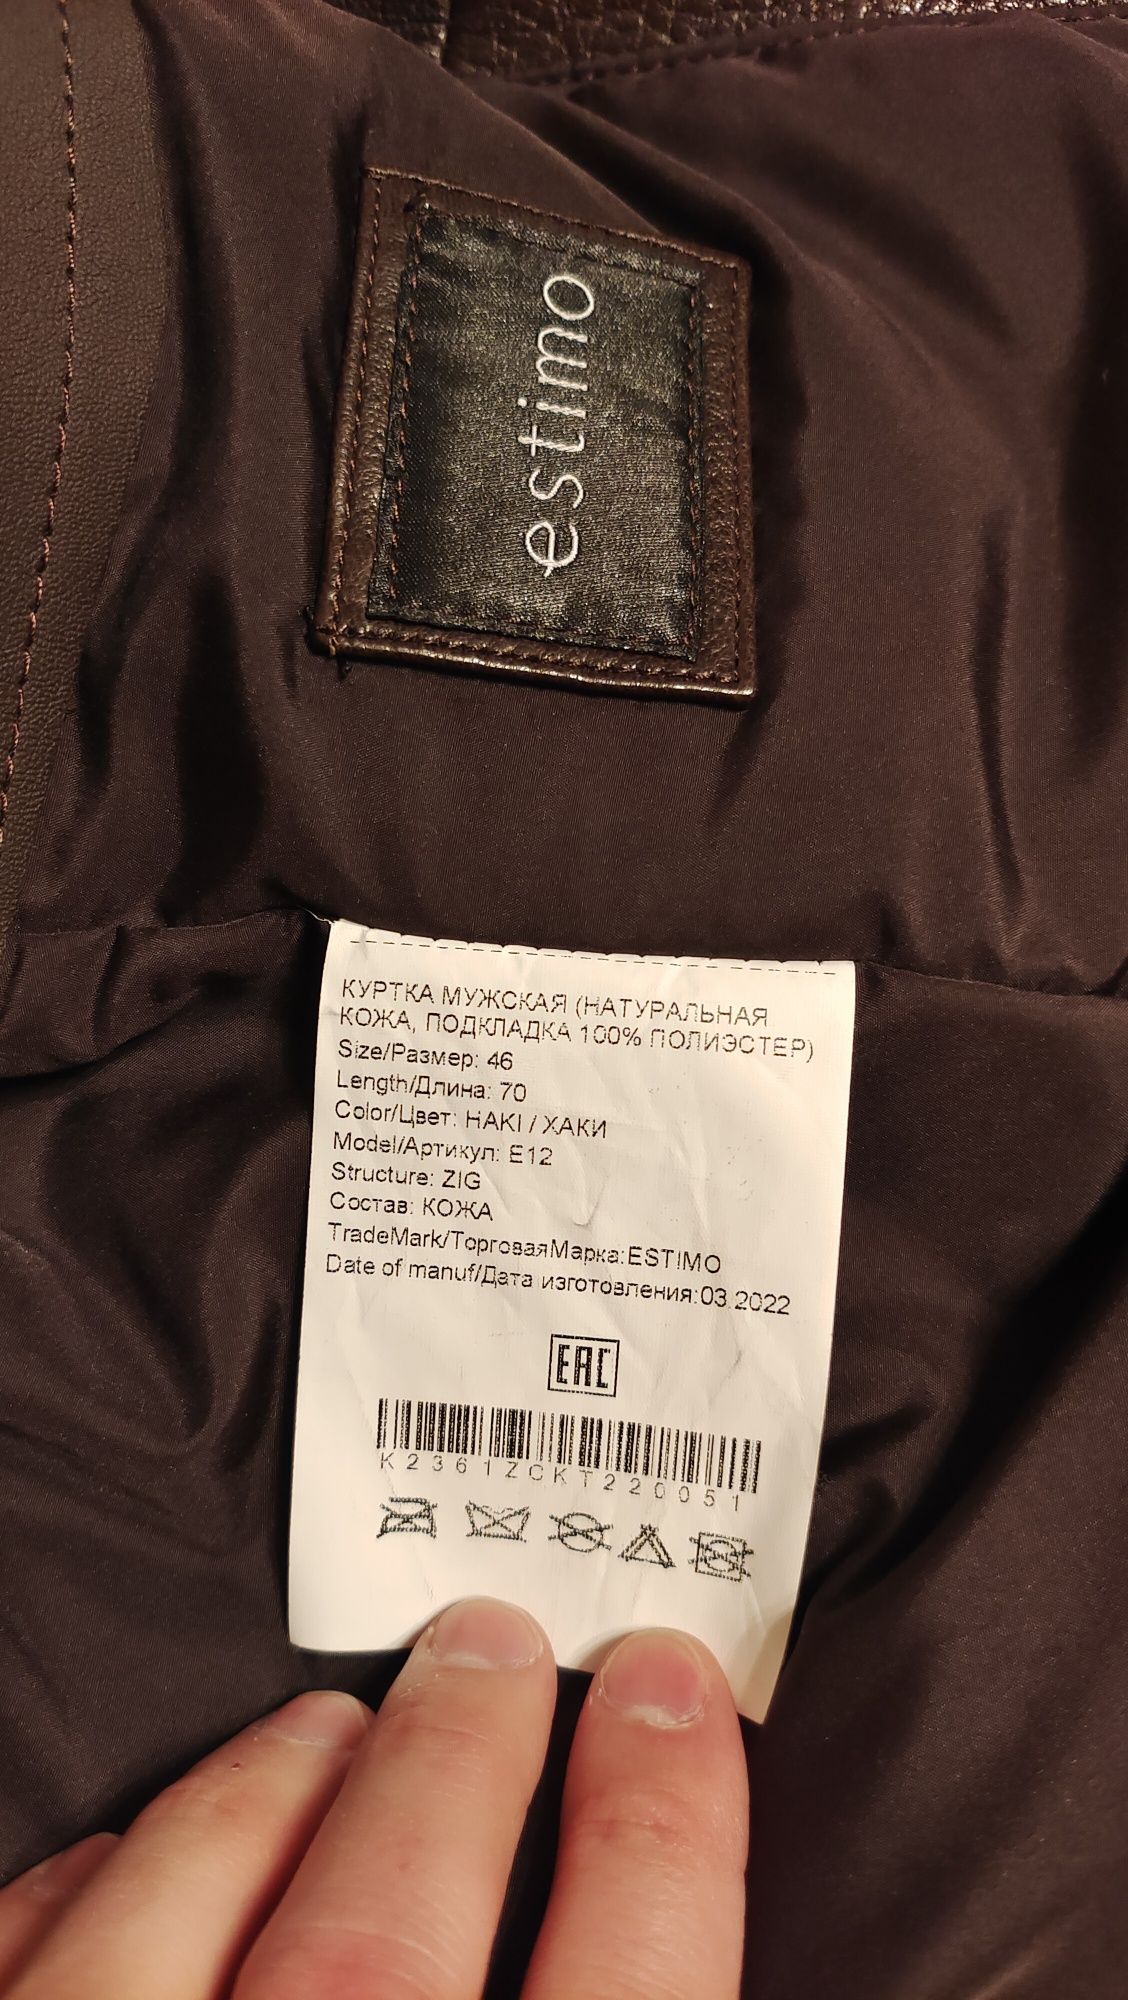 estimo
КУРТКА МУЖСКАЯ (НАТУРАЛЬНАЯ
КОЖА, ПОДКЛАДКА 100% ПОЛИЭСТЕР)
Size/Размер: 46
Length/Длина: 70
Color/Цвет: HAKI / ХАКИ
Model/Артикул: E12
Structure: ZIG
Состав: КОЖА
TradeMark/ТорговаяМарка:ESTIMO
Date of manuf/Дата изготовления:03.2022
EAC
K2361ZCKT220051